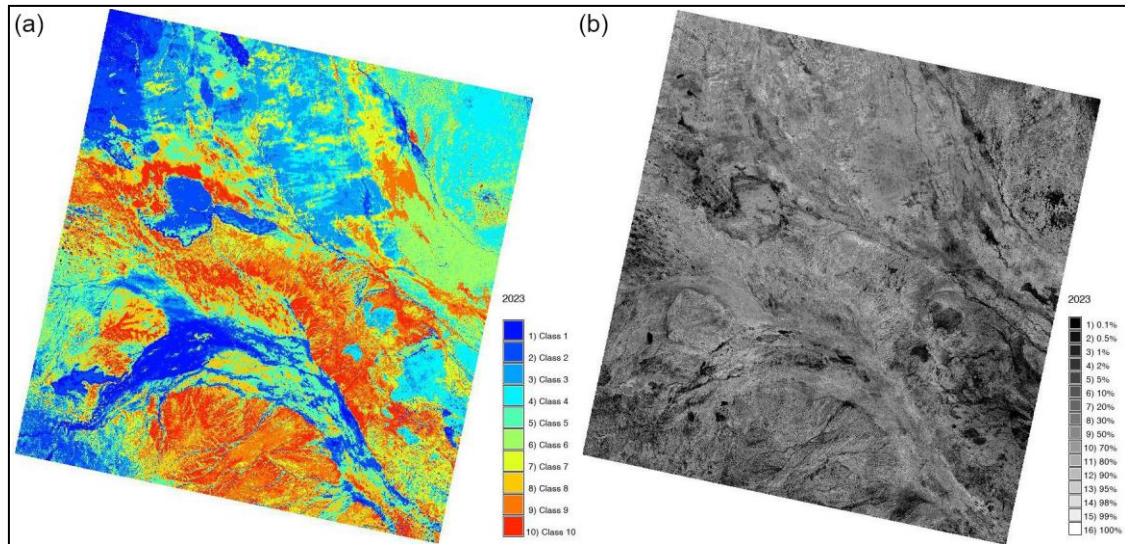 (a)
2023
1) Class 1
2) Class 2
3) Class 3
4) Class 4
5) Class 5
6) Class 6
7) Class 7
8) Class 8
9) Class 9
10) Class 10
(b)
2023
1) 0.1%
2) 0.5%
3) 1%
4) 2%
5) 5%
6) 10%
7) 20%
8) 30%
9) 50%
10) 70%
11) 80%
12) 90%
13) 95%
14) 98%
15) 99%
16) 100%